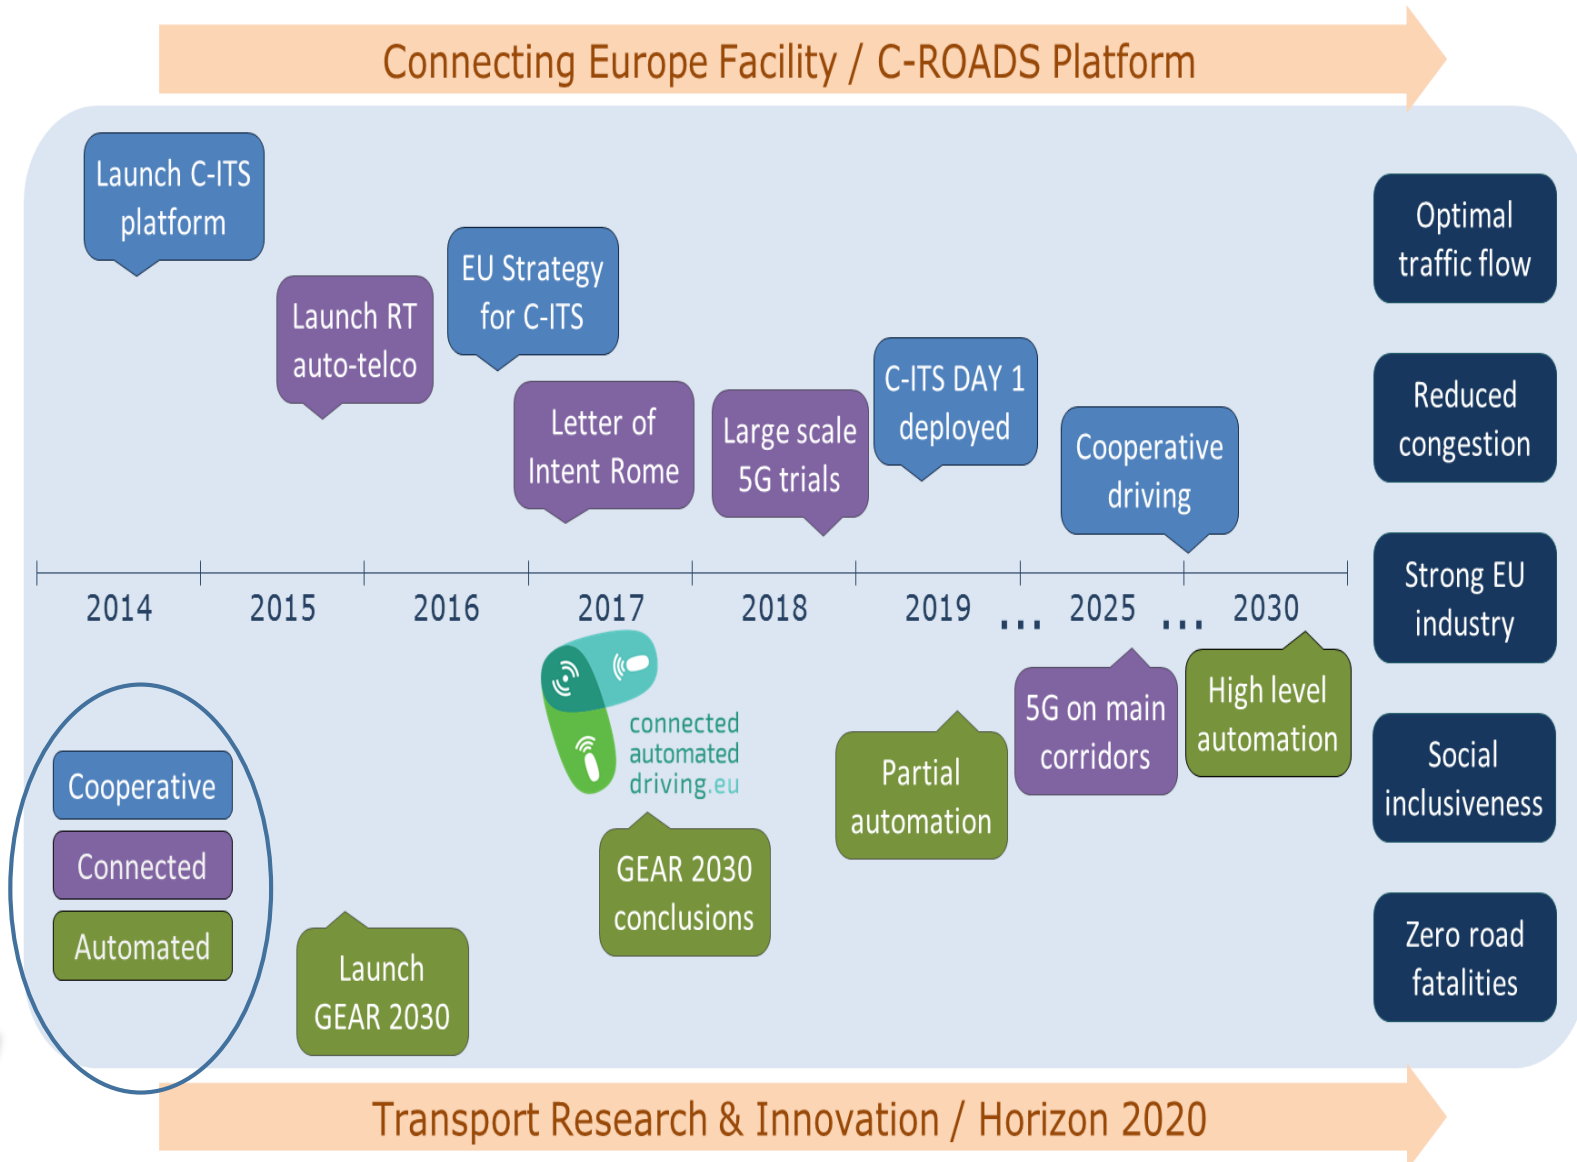 Connecting Europe Facility / C-ROADS Platform
Launch C-ITS
platform
Launch RT
auto-telco
EU Strategy
for C-ITS
Letter of
Intent Rome
Large scale
5G trials
C-ITS DAY 1
deployed
Cooperative
driving
2014
2015
2016
2017
2018
2019
...
2025
...
2030
connected
automated
driving.eu
Launch
GEAR 2030
GEAR 2030
conclusions
Partial
automation
5G on main
corridors
High level
automation
Cooperative
Connected
Automated
Optimal
traffic flow
Reduced
congestion
Strong EU
industry
Social
inclusiveness
Zero road
fatalities
Transport Research & Innovation / Horizon 2020